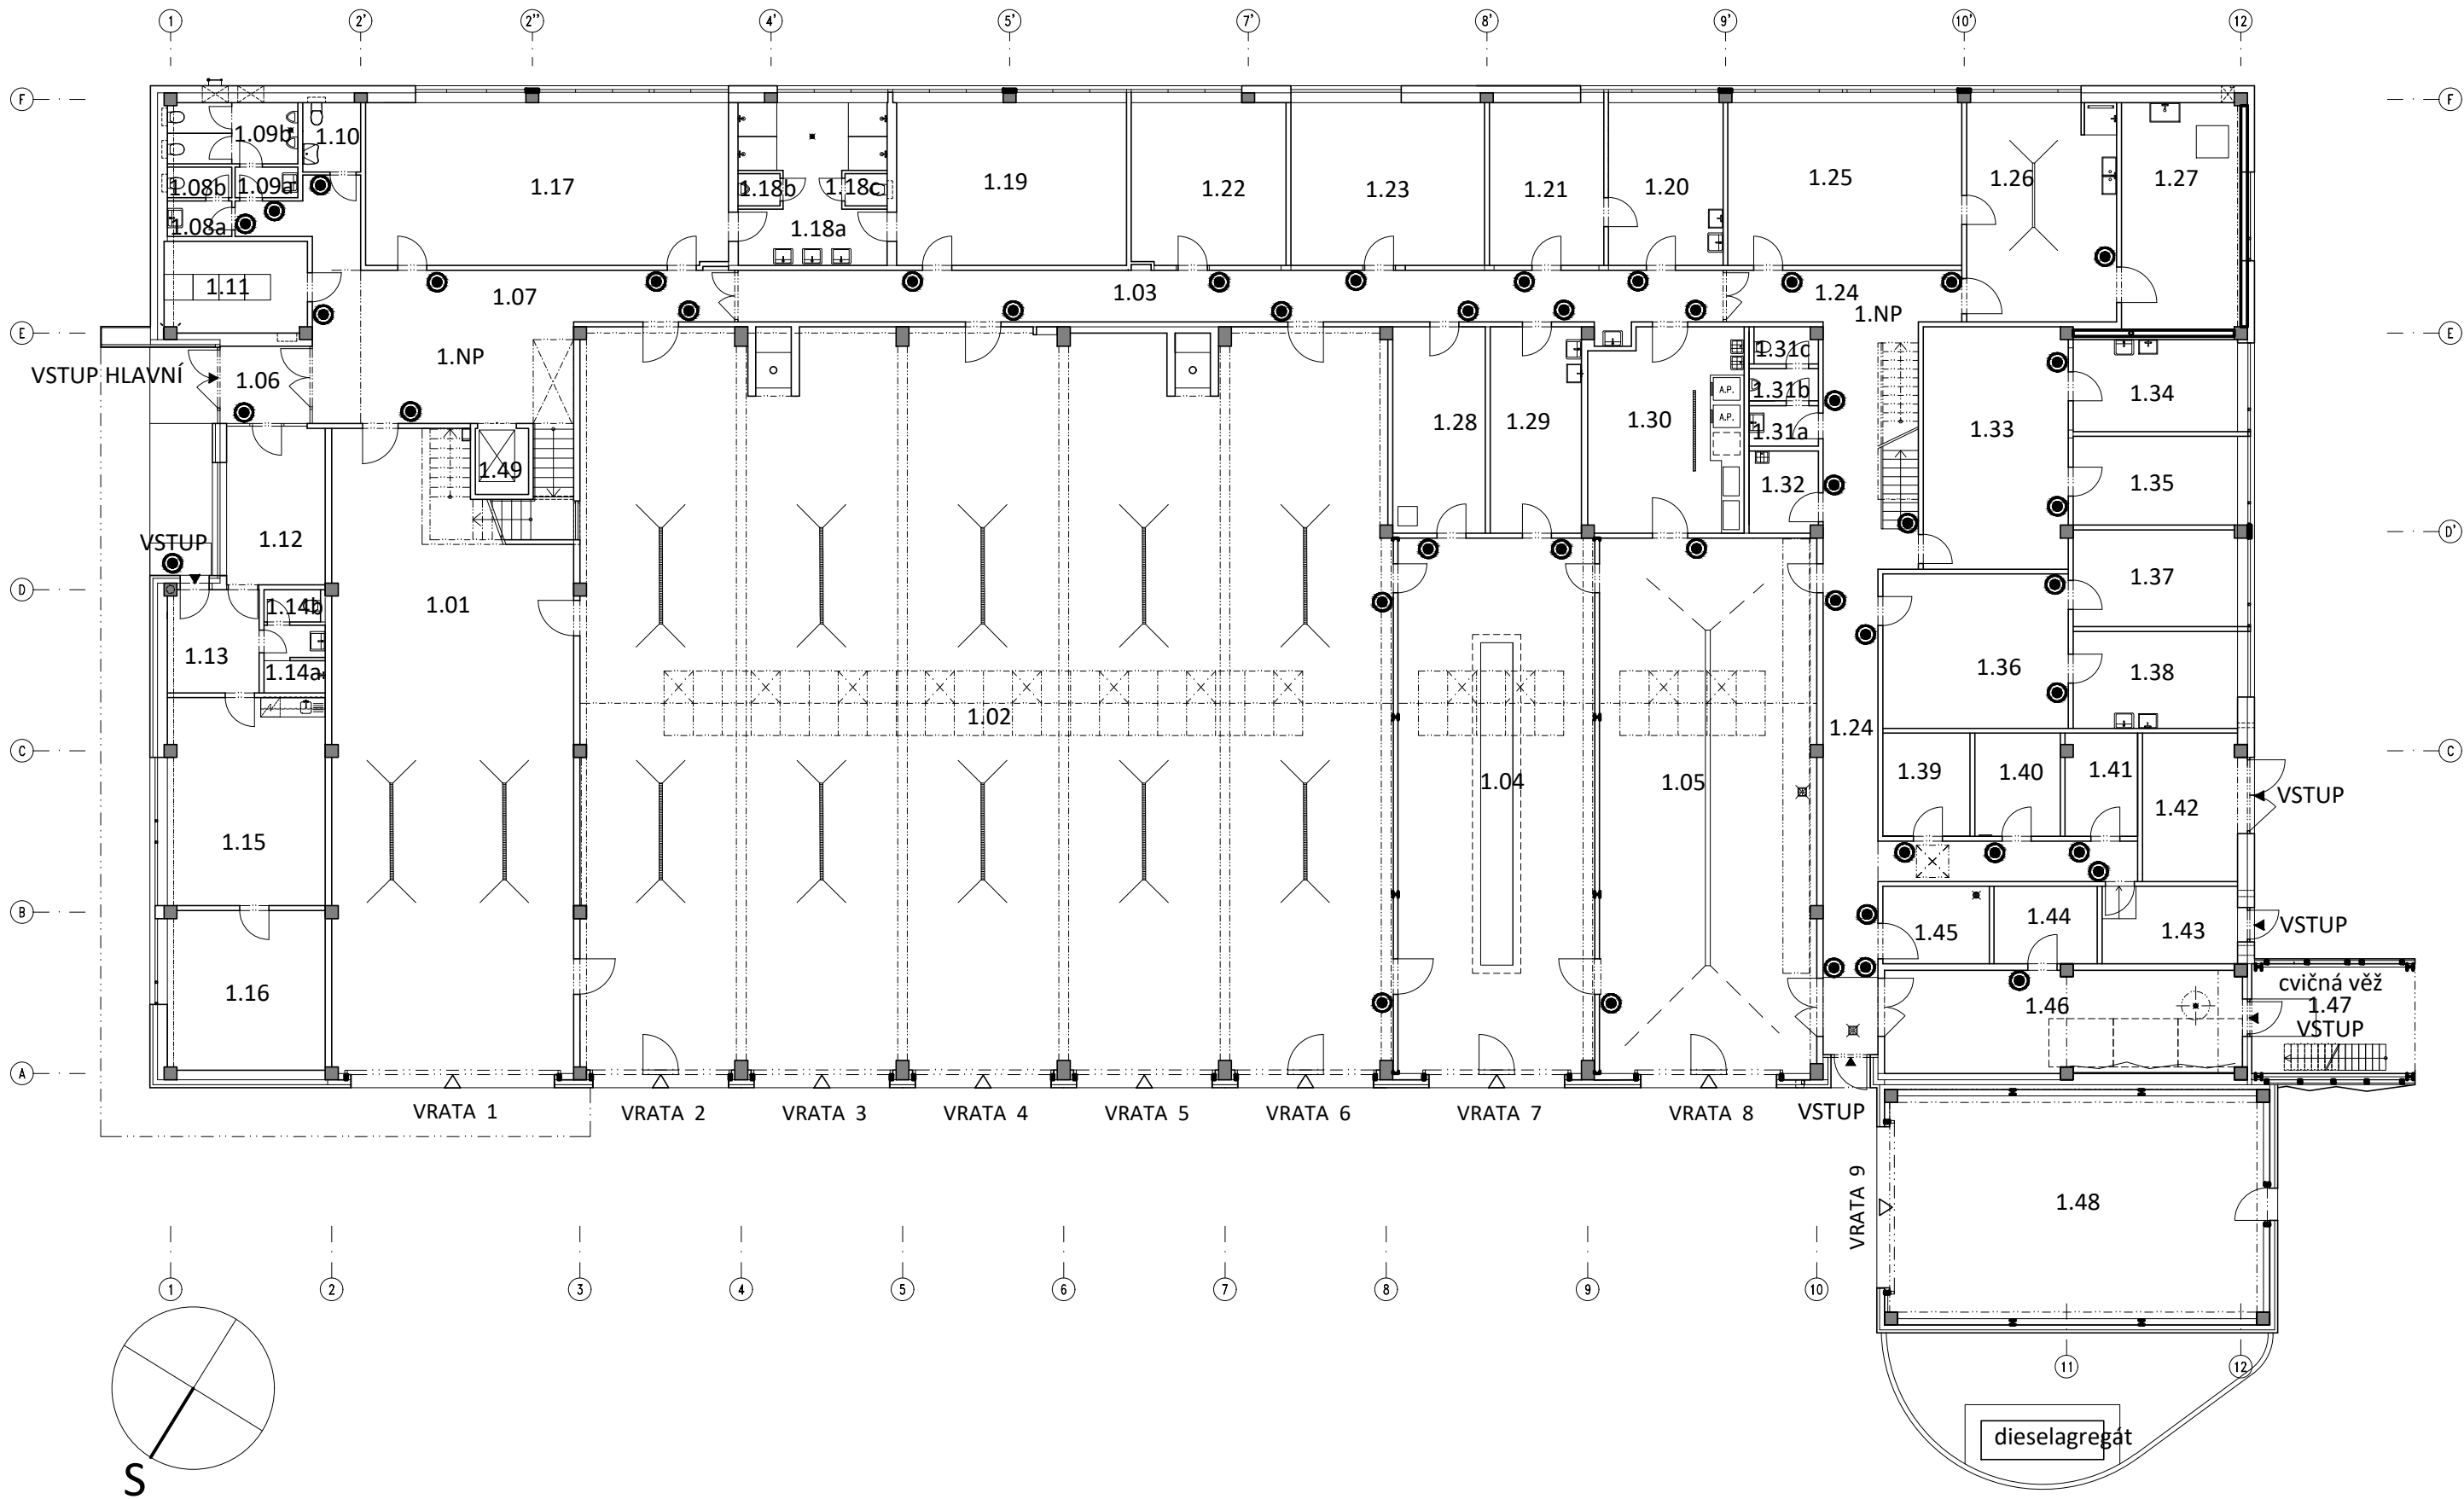 1 2' 2'' 4' 5' 7' 8' 9' 10' 12
F F
1.09b 1.10
1.08b 1.09a 1.17 1.18b 1.18c 1.19 1.22 1.23 1.21 1.20 1.25 1.26 1.27
1.08a 1.18a
1.11 1.07 1.03 1.24
1.NP
E E
VSTUP HLAVNÍ 1.06 1.NP 1.31c
A.P. 1.31b 1.34
A.P.
1.28 1.29 1.30 1.31a 1.33
1.49 1.32 1.35
VSTUP 1.12 D'
D 1.14b 1.01 1.37
1.13 1.14a 1.36 1.38
1.02 1.24
C C
1.04 1.05 1.39 1.40 1.41 1.42 VSTUP
1.15
B 1.45 1.44 1.43 VSTUP
1.16 cvičná věž
1.46 1.47
VSTUP
A
VRATA 1 VRATA 2 VRATA 3 VRATA 4 VRATA 5 VRATA 6 VRATA 7 VRATA 8 VSTUP
VRATA 9 1.48
1 2 3 4 5 6 7 8 9 10
11 12
dieselagregát
S